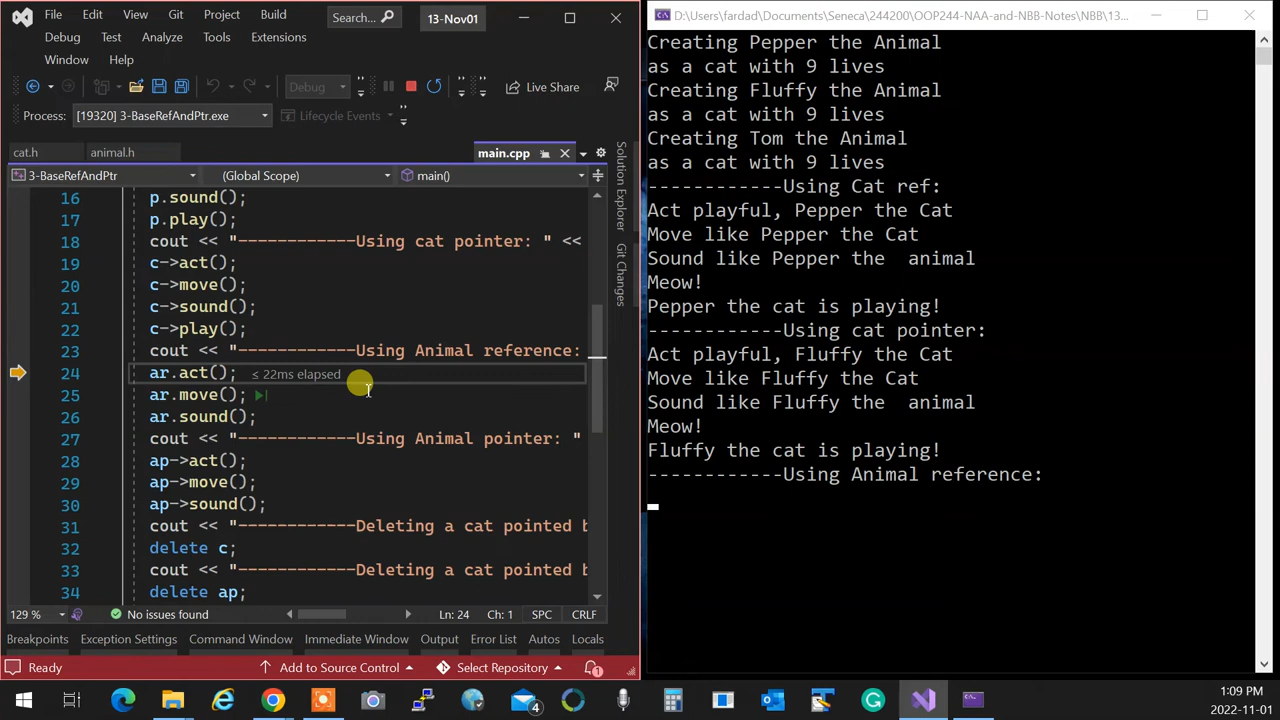 File Edit View Git Project Build Search... 13-Nov01
Debug Test Analyze Tools Extensions
Window Help
Debug Live Share
Process: [19320] 3-BaseRefAndPtr.exe Lifecycle Events
cat.h animal.h main.cpp
3-BaseRefAndPtr (Global Scope) main()
16 p.sound();
17 p.play();
18 cout << "------------Using cat pointer: " <<
19 c->act();
20 c->move();
21 c->sound();
22 c->play();
23 cout << "------------Using Animal reference:
24 ar.act(); ≤ 22ms elapsed
25 ar.move();
26 ar.sound();
27 cout << "------------Using Animal pointer: "
28 ap->act();
29 ap->move();
30 ap->sound();
31 cout << "------------Deleting a cat pointed b
32 delete c;
33 cout << "------------Deleting a cat pointed b
34 delete ap;
129 % No issues found Ln: 24 Ch: 1 SPC CRLF
Breakpoints Exception Settings Command Window Immediate Window Output Error List Autos Locals
Ready Add to Source Control Select Repository 1
Solution Explorer
Git Changes
D:\Users\fardad\Documents\Seneca\244200\OOP244-NAA-and-NBB-Notes\NBB\13...
Creating Pepper the Animal
as a cat with 9 lives
Creating Fluffy the Animal
as a cat with 9 lives
Creating Tom the Animal
as a cat with 9 lives
------------Using Cat ref:
Act playful, Pepper the Cat
Move like Pepper the Cat
Sound like Pepper the  animal
Meow!
Pepper the cat is playing!
------------Using cat pointer:
Act playful, Fluffy the Cat
Move like Fluffy the Cat
Sound like Fluffy the  animal
Meow!
Fluffy the cat is playing!
------------Using Animal reference:
4
1:09 PM
2022-11-01